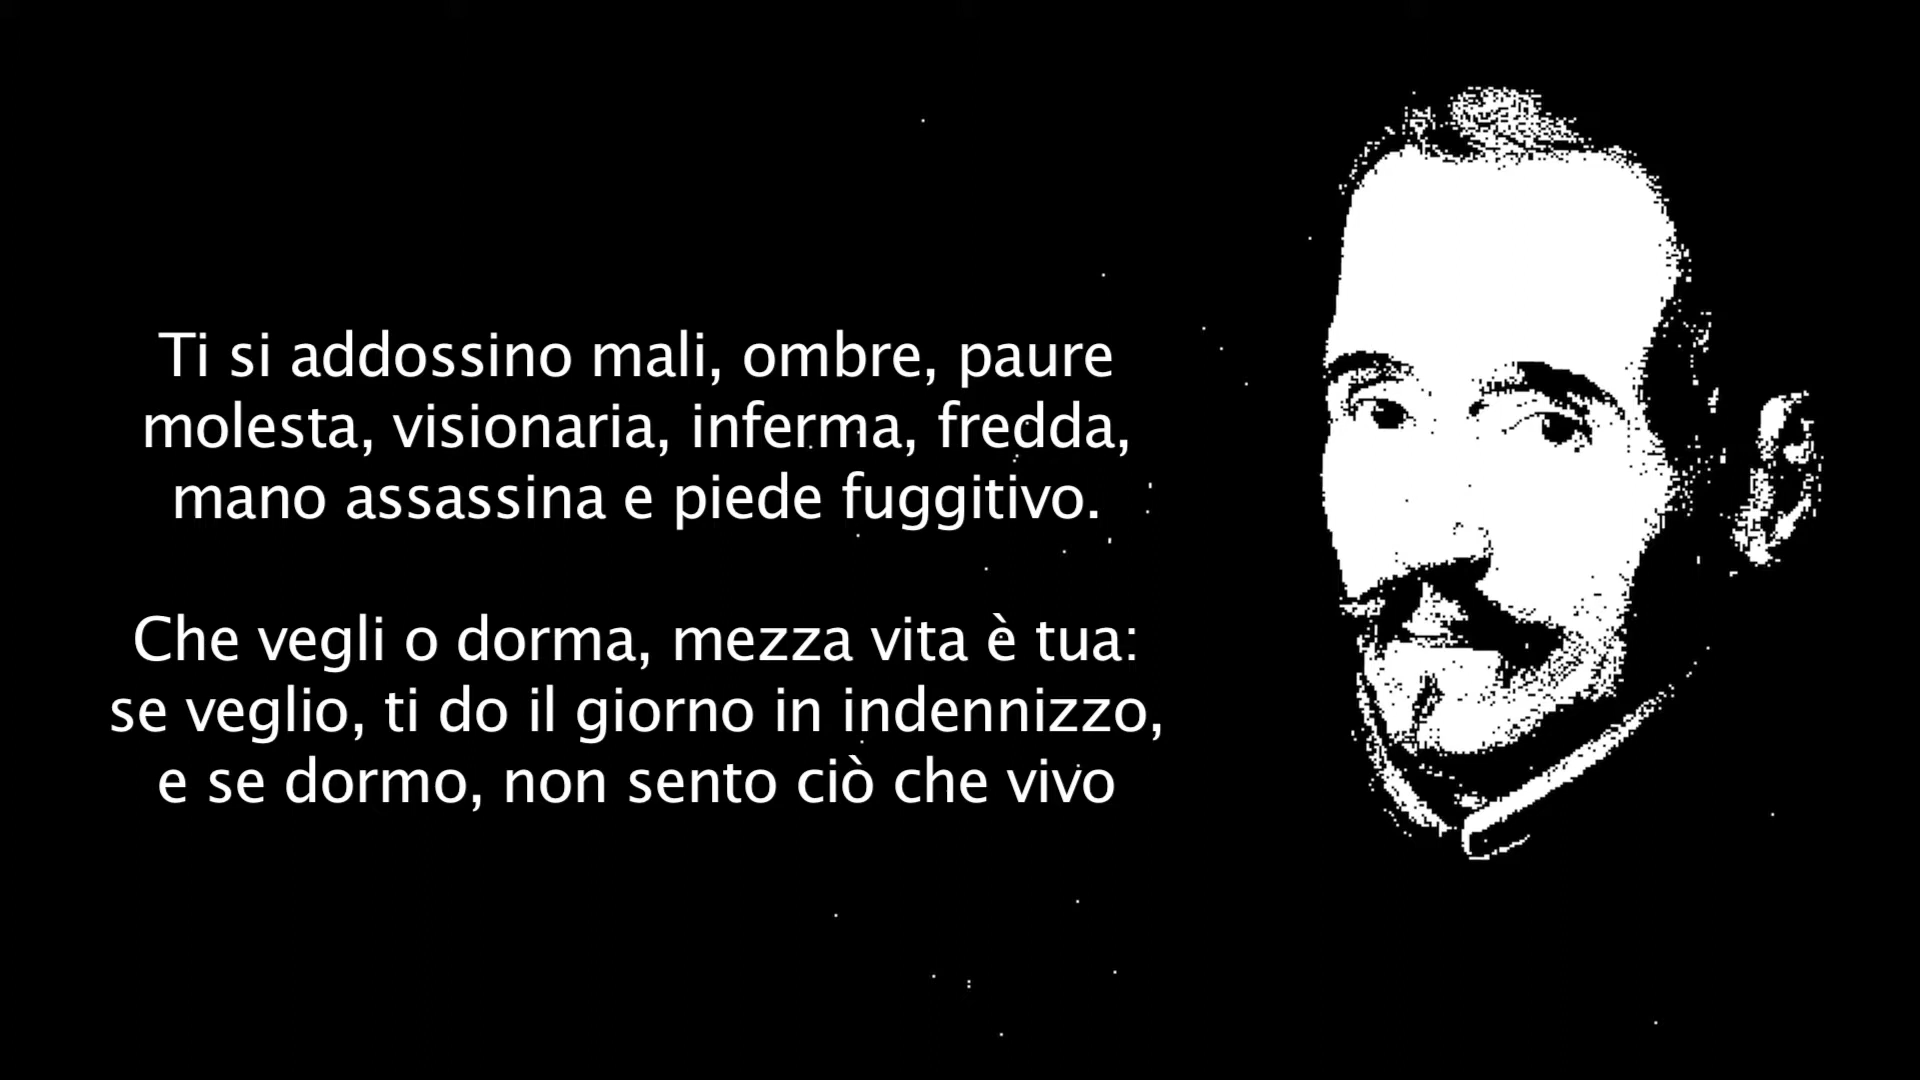 Ti si addossino mali, ombre, paure
molesta, visionaria, inferma, fredda,
mano assassina e piede fuggitivo.
Che vegli o dorma, mezza vita è tua:
se veglio, ti do il giorno in indennizzo,
e se dormo, non sento ciò che vivo